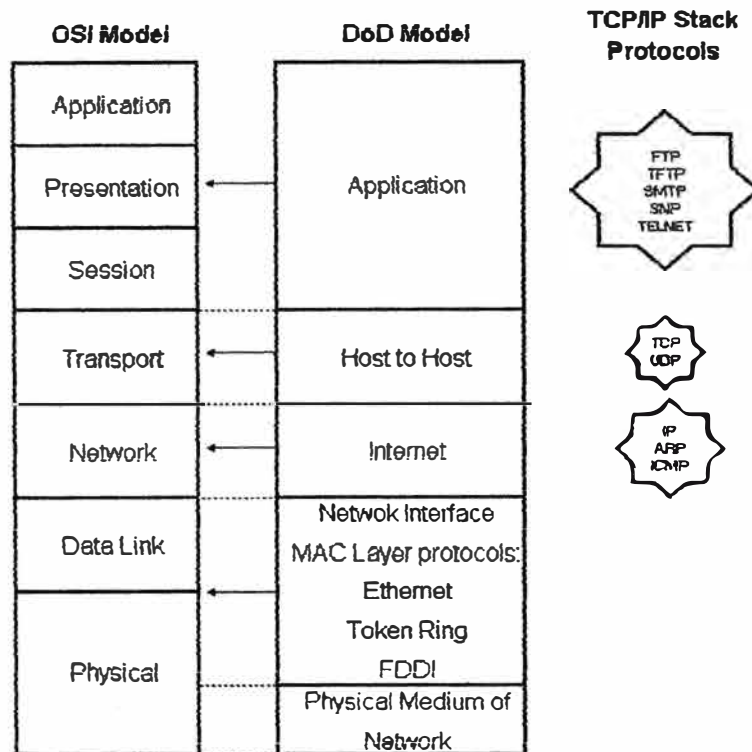 OSI Model
Application
Presentation
Session
Transport
Network
Data Link
Physical
DoD Model
Application
Host to Host
Internet
Netwok Interface
MAC Layer protocols:
Ethernet
Token Ring
FDDI
Physical Medium of
Network
TCP/IP Stack
Protocols
FTP
TFTP
SMTP
SNP
TELNET
TCP
UDP
IP
ARP
ICMP